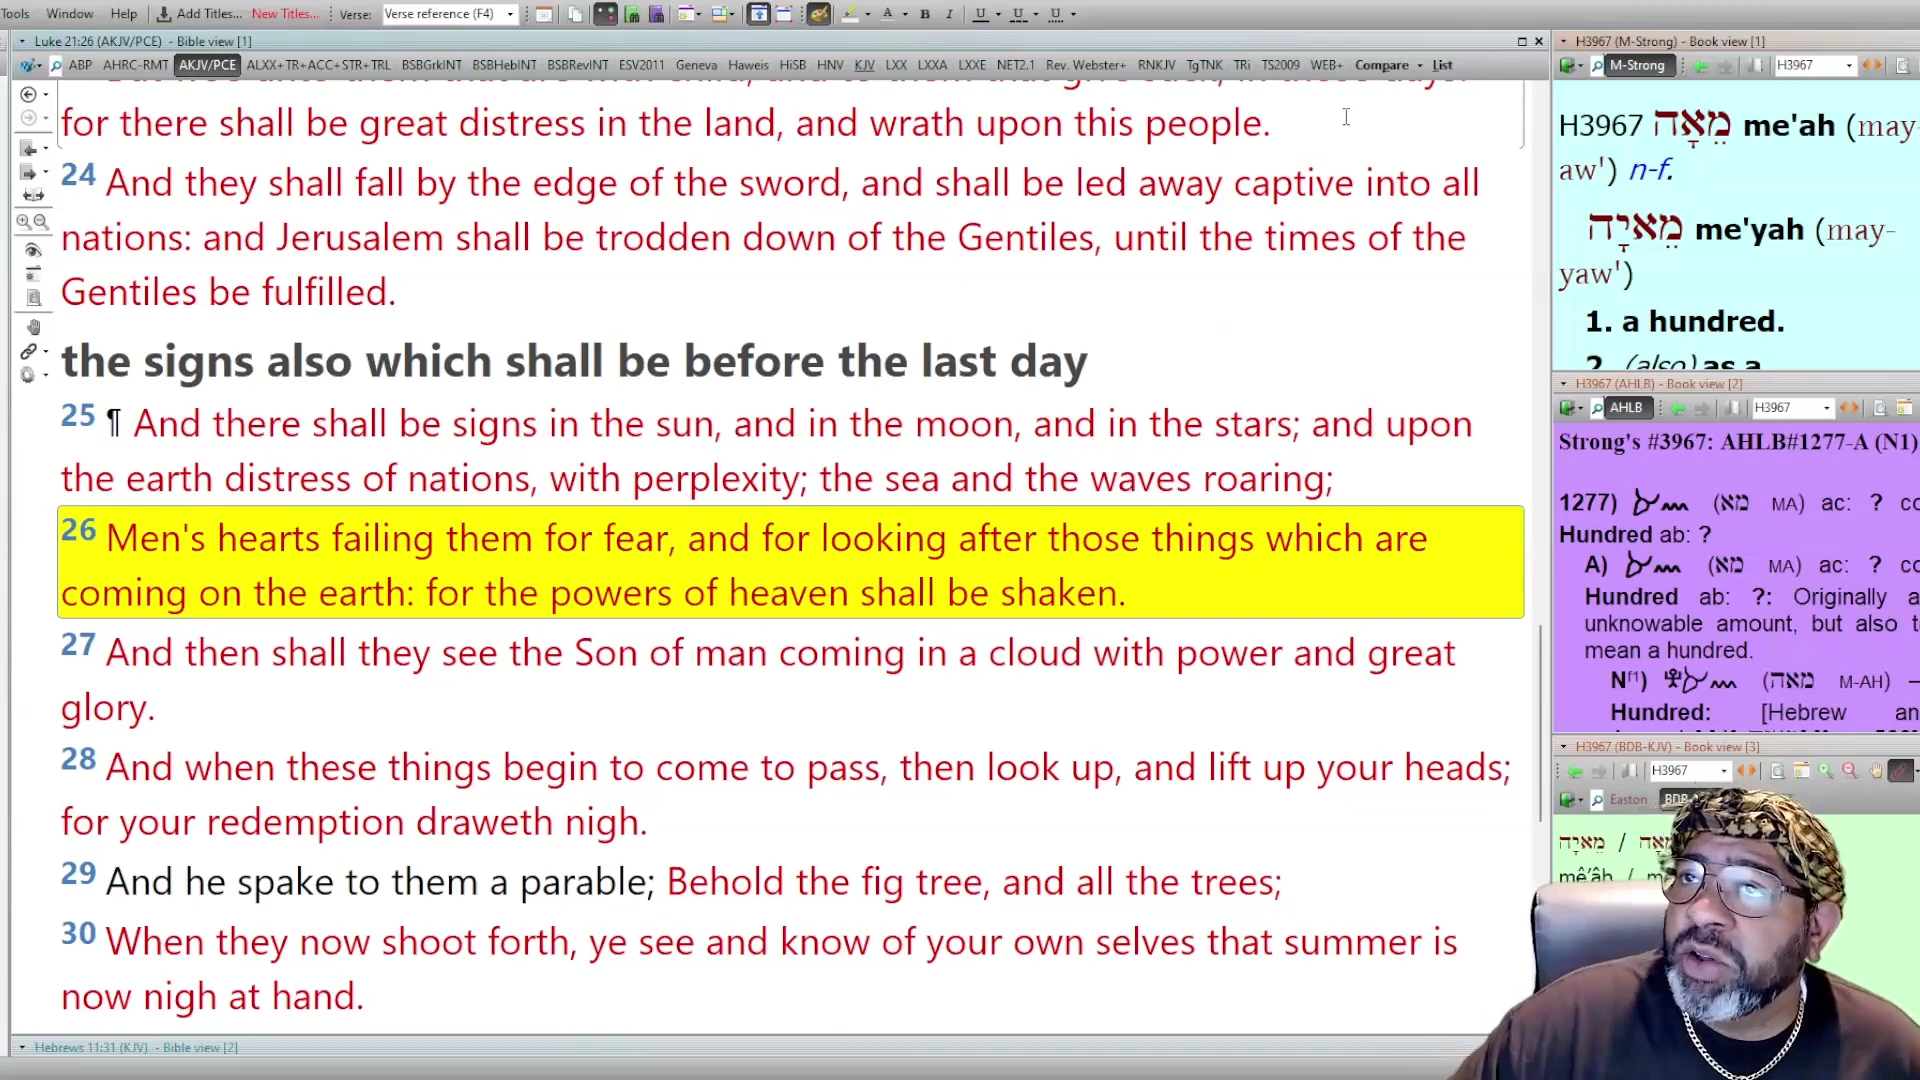 Tools Window Help Add Titles... New Titles... Verse: Verse reference (F4) A B I U U U
Luke 21:26 (AKJV/PCE) - Bible view [1]
ABP AHRC-RMT AKJV/PCE ALXX+TR+ACC+STR+TRL BSBGrkINT BSBHebINT BSBRevINT ESV2011 Geneva Haweis HiSB HNV KJV LXX LXXA LXXE NET2.1 Rev. Webster+ RNKJV TgTNK TRi TS2009 WEB+ Compare List
for there shall be great distress in the land, and wrath upon this people.
24 And they shall fall by the edge of the sword, and shall be led away captive into all
nations: and Jerusalem shall be trodden down of the Gentiles, until the times of the
Gentiles be fulfilled.
the signs also which shall be before the last day
25 ¶ And there shall be signs in the sun, and in the moon, and in the stars; and upon
the earth distress of nations, with perplexity; the sea and the waves roaring;
26 Men's hearts failing them for fear, and for looking after those things which are
coming on the earth: for the powers of heaven shall be shaken.
27 And then shall they see the Son of man coming in a cloud with power and great
glory.
28 And when these things begin to come to pass, then look up, and lift up your heads;
for your redemption draweth nigh.
29 And he spake to them a parable; Behold the fig tree, and all the trees;
30 When they now shoot forth, ye see and know of your own selves that summer is
now nigh at hand.
Hebrews 11:31 (KJV) - Bible view [2]
H3967 (M-Strong) - Book view [1]
M-Strong H3967
H3967 מֵאָה me'ah (may-
aw') n-f.
מֵאיָה me'yah (may-
yaw')
1. a hundred.
2. (also) as a
H3967 (AHLB) - Book view [2]
AHLB H3967
Strong's #3967: AHLB#1277-A (N1)
1277) (מא MA) ac: ? co
Hundred ab: ?
A) (מא MA) ac: ? co
Hundred ab: ?: Originally a
unknowable amount, but also t
mean a hundred.
N f1) (מאה M-AH) –
Hundred: [Hebrew an
H3967 (BDB-KJV) - Book view [3]
H3967
Easton BDB-
מֵאיָה /
mê'âh /